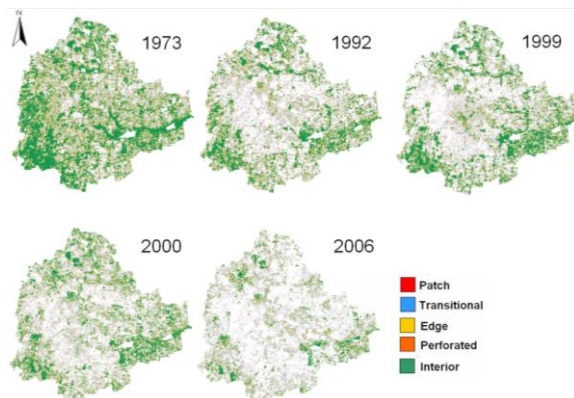 N
1973
1992
1999
2000
2006
Patch
Transitional
Edge
Perforated
Interior